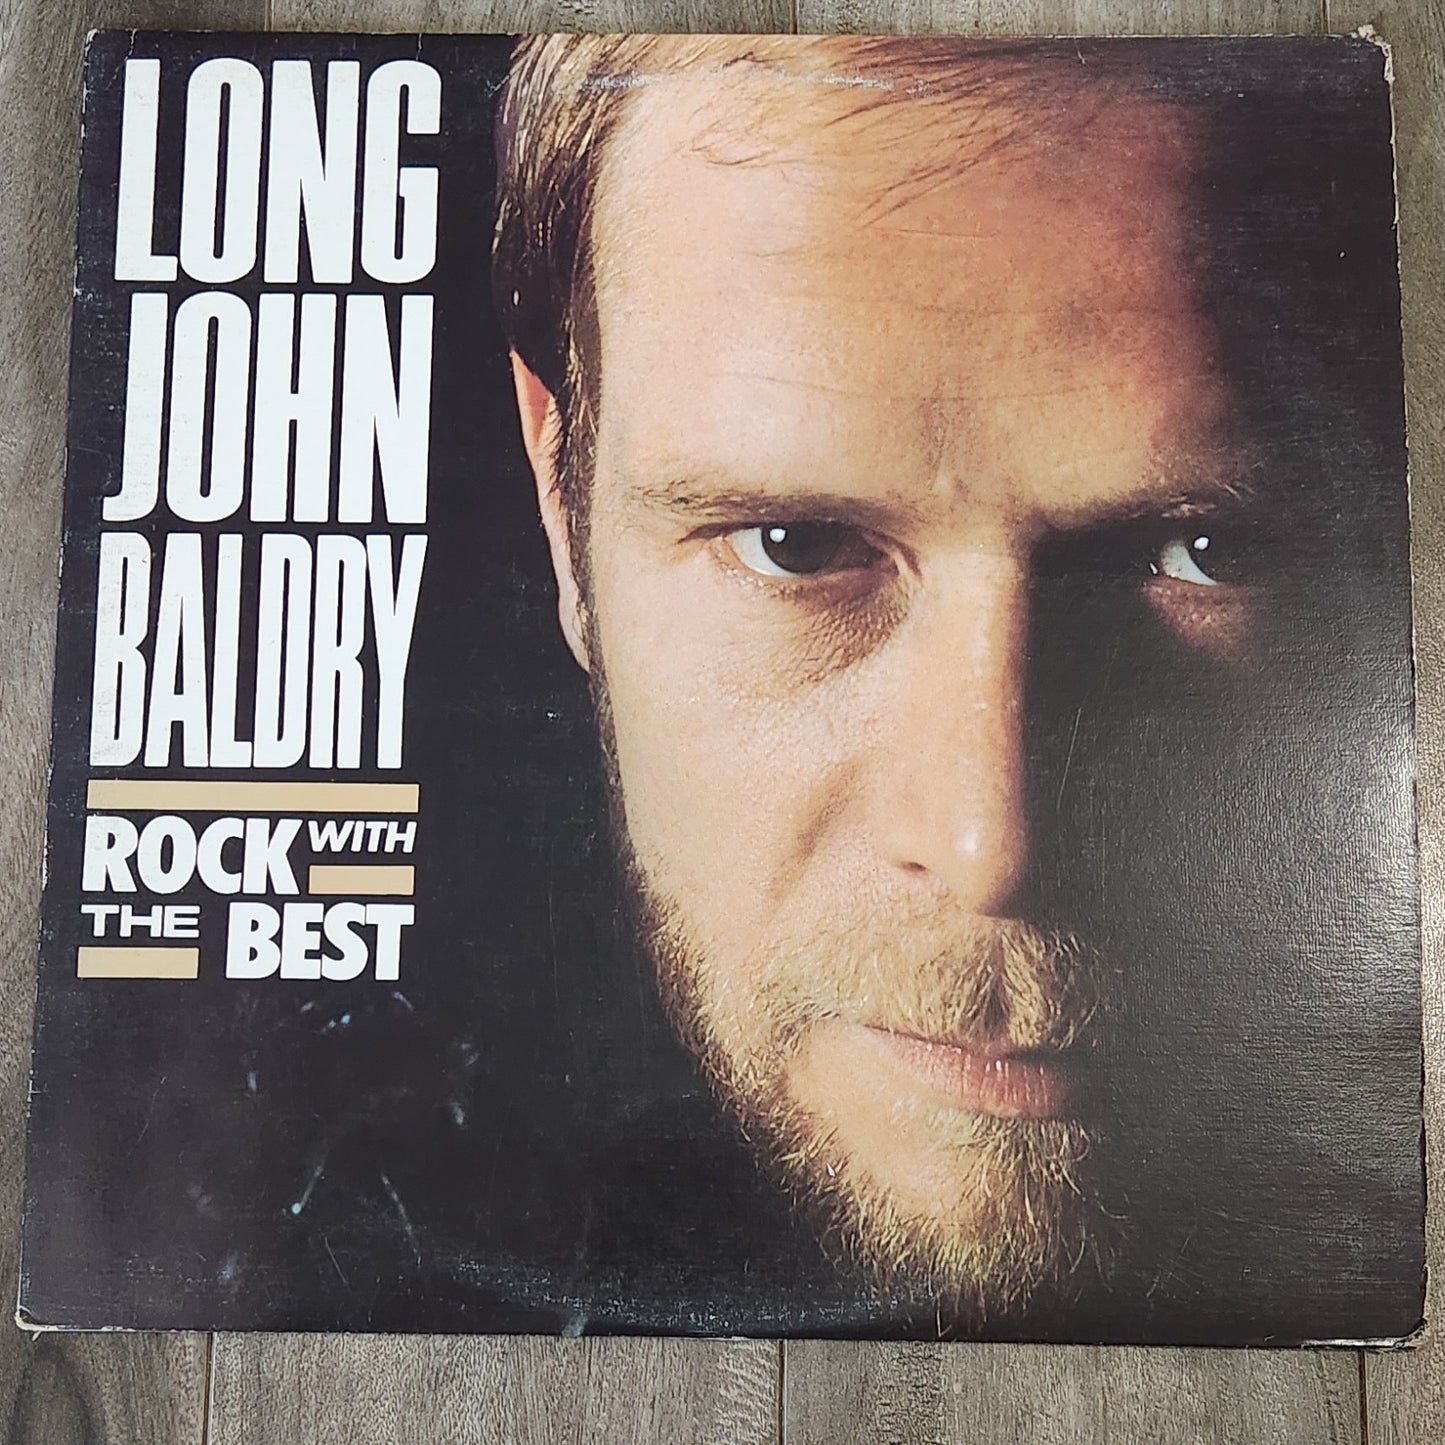 LONG
JOHN
BALDRY
ROCK WITH
THE BEST